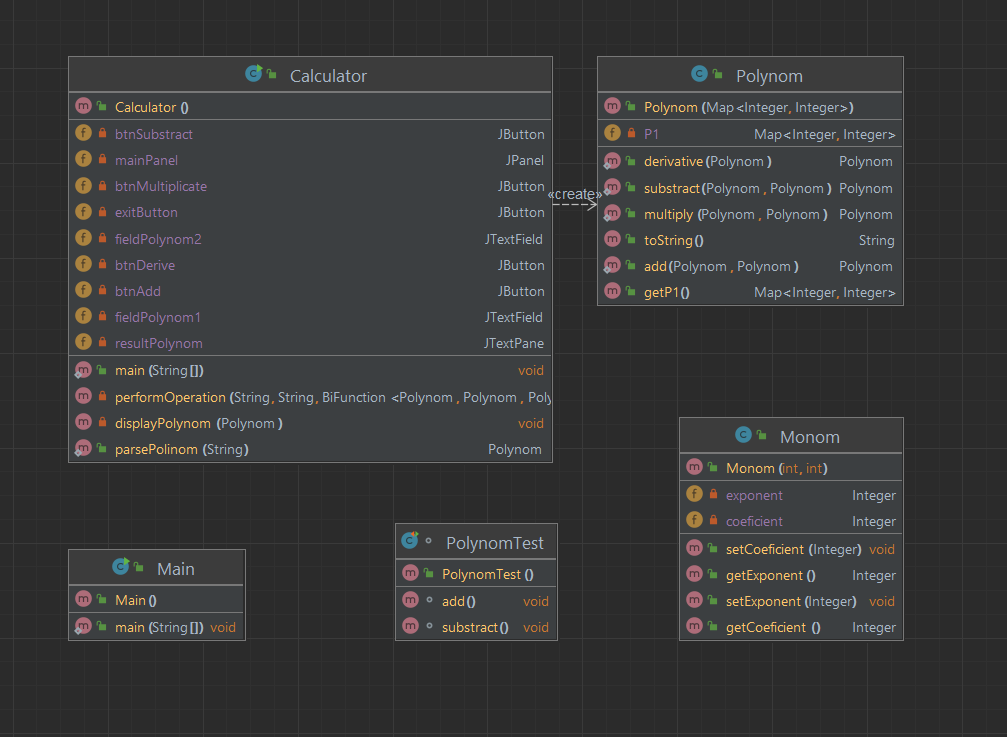 Calculator
Calculator ()
btnSubstract JButton
mainPanel JPanel
btnMultiplicate JButton
exitButton JButton
fieldPolynom2 JTextField
btnDerive JButton
btnAdd JButton
fieldPolynom1 JTextField
resultPolynom JTextPane
main (String[]) void
performOperation (String, String, BiFunction <Polynom , Polynom , Poly
displayPolynom (Polynom ) void
parsePolinom (String) Polynom
«create»
Polynom
Polynom (Map<Integer, Integer>)
P1 Map<Integer, Integer>
derivative (Polynom ) Polynom
substract(Polynom , Polynom ) Polynom
multiply (Polynom , Polynom ) Polynom
toString() String
add(Polynom , Polynom ) Polynom
getP1() Map<Integer, Integer>
Monom
Monom (int, int)
exponent Integer
coeficient Integer
setCoeficient (Integer) void
getExponent () Integer
setExponent (Integer) void
getCoeficient () Integer
Main
Main ()
main (String[]) void
PolynomTest
PolynomTest ()
add() void
substract() void